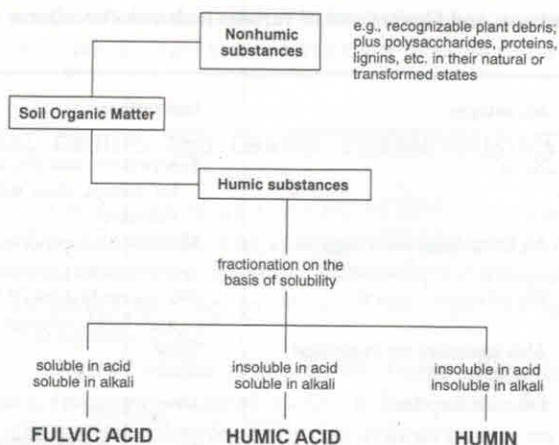 Nonhumic
substances
e.g., recognizable plant debris;
plus polysaccharides, proteins,
lignins, etc. in their natural or
transformed states
Soil Organic Matter
Humic substances
fractionation on the
basis of solubility
soluble in acid
soluble in alkali
insoluble in acid
soluble in alkali
insoluble in acid
insoluble in alkali
FULVIC ACID
HUMIC ACID
HUMIN